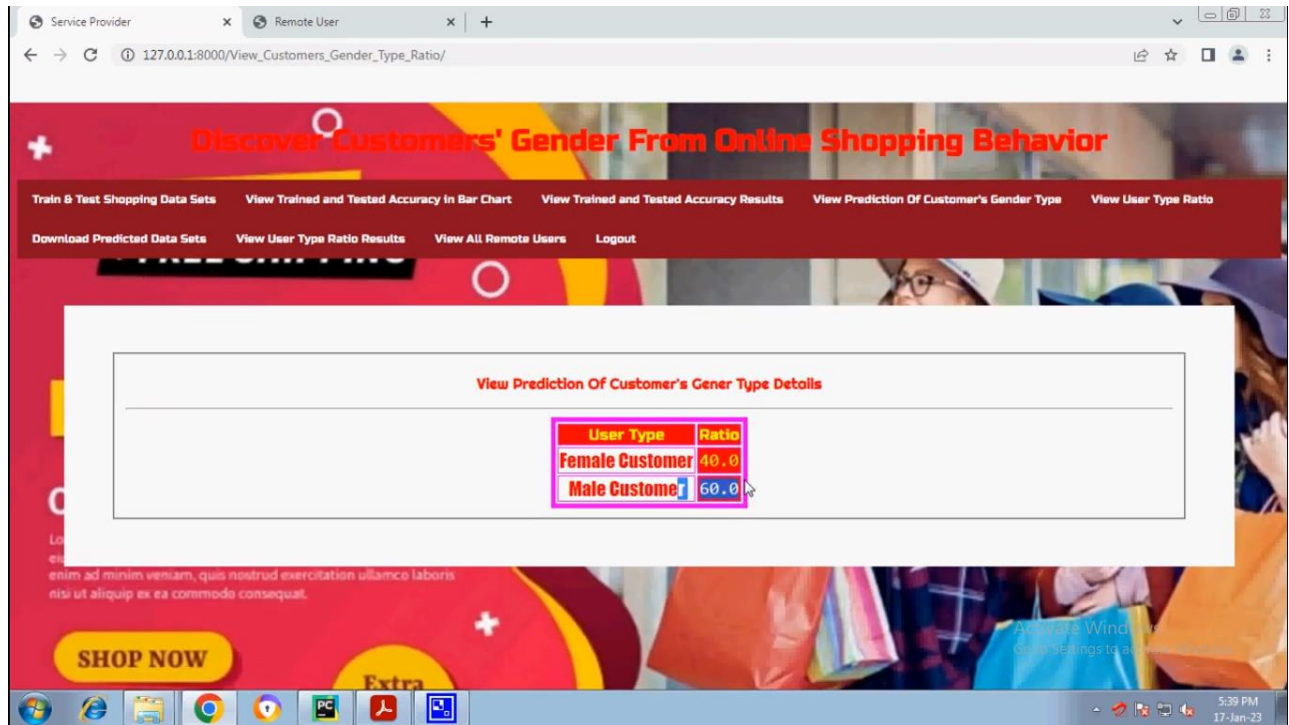 Service Provider
Remote User
127.0.0.1:8000/View_Customers_Gender_Type_Ratio/
Discover Customers' Gender From Online Shopping Behavior
Train & Test Shopping Data Sets View Trained and Tested Accuracy in Bar Chart View Trained and Tested Accuracy Results View Prediction Of Customer's Gender Type View User Type Ratio
Download Predicted Data Sets View User Type Ratio Results View All Remote Users Logout
FREE SHIPPING
View Prediction Of Customer's Gener Type Details
User Type Ratio
Female Customer 40.0
Male Customer 60.0
enim ad minim veniam, quis nostrud exercitation ullamco laboris
nisi ut aliquip ex ea commodo consequat.
SHOP NOW
Extra
Activate Windows
5:39 PM
17-Jan-23